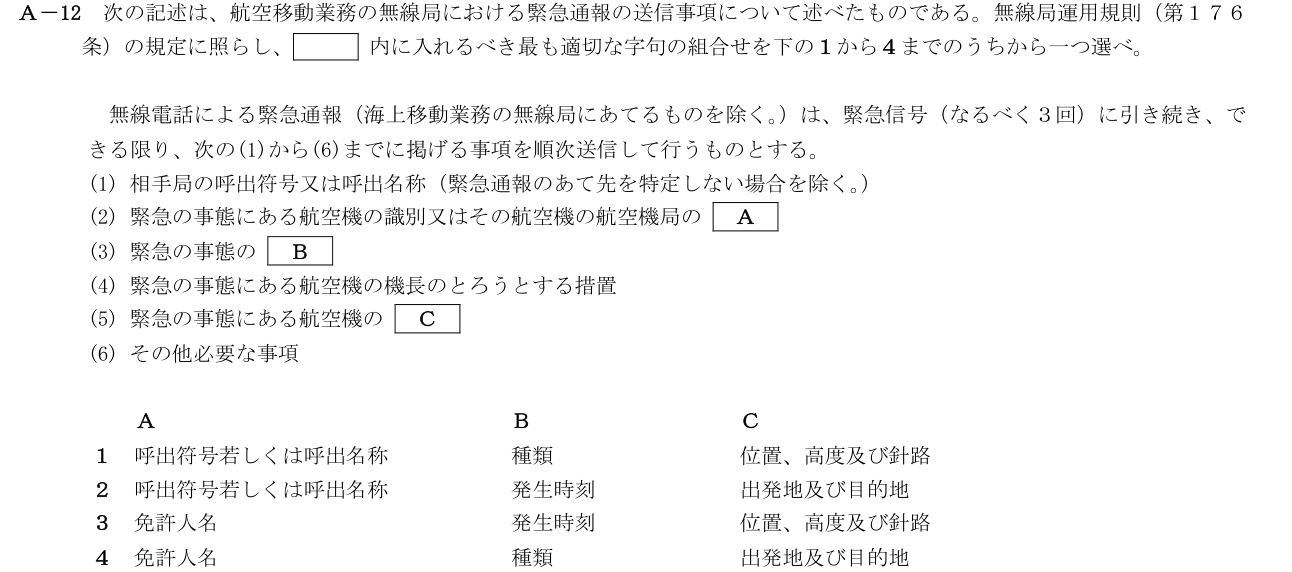 A－12　次の記述は、航空移動業務の無線局における緊急通報の送信事項について述べたものである。無線局運用規則（第１７６
条）の規定に照らし、 内に入れるべき最も適切な字句の組合せを下の1から4までのうちから一つ選べ。
無線電話による緊急通報（海上移動業務の無線局にあてるものを除く。）は、緊急信号（なるべく３回）に引き続き、で
きる限り、次の(1)から(6)までに掲げる事項を順次送信して行うものとする。
(1) 相手局の呼出符号又は呼出名称（緊急通報のあて先を特定しない場合を除く。）
(2) 緊急の事態にある航空機の識別又はその航空機の航空機局の A
(3) 緊急の事態の B
(4) 緊急の事態にある航空機の機長のとろうとする措置
(5) 緊急の事態にある航空機の C
(6) その他必要な事項
A B C
1 呼出符号若しくは呼出名称 種類 位置、高度及び針路
2 呼出符号若しくは呼出名称 発生時刻 出発地及び目的地
3 免許人名 発生時刻 位置、高度及び針路
4 免許人名 種類 出発地及び目的地